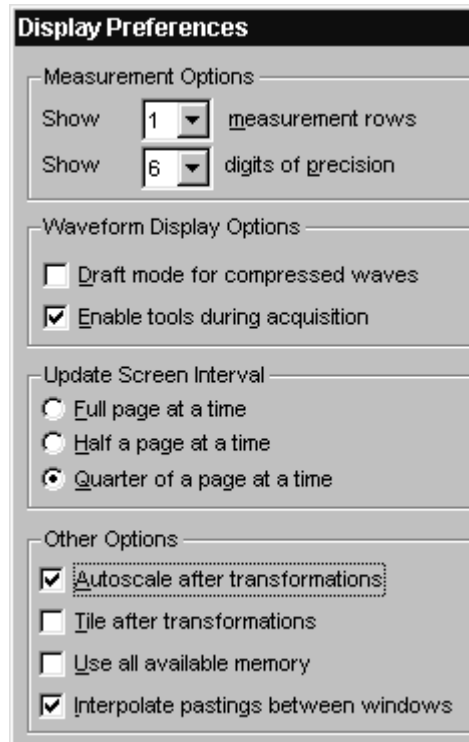 Display Preferences
Measurement Options
Show 1 measurement rows
Show 6 digits of precision
Waveform Display Options
Draft mode for compressed waves
Enable tools during acquisition
Update Screen Interval
Full page at a time
Half a page at a time
Quarter of a page at a time
Other Options
Autoscale after transformations
Tile after transformations
Use all available memory
Interpolate pastings between windows